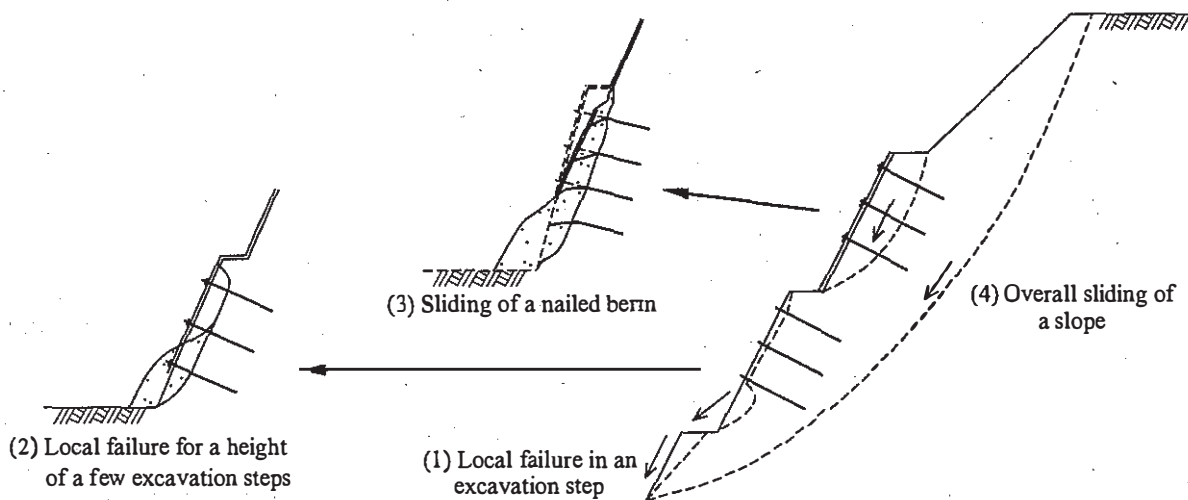 (3) Sliding of a nailed berm
(4) Overall sliding of
a slope
(2) Local failure for a height
of a few excavation steps
(1) Local failure in an
excavation step